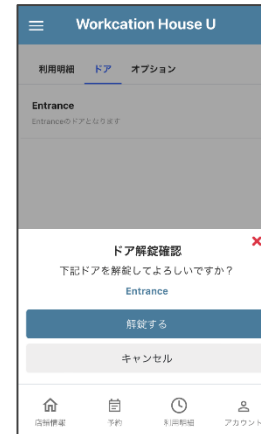 Workcation House U
利用明細 ドア オプション
Entrance
Entranceのドアとなります
ドア解錠確認
下記ドアを解錠してよろしいですか？
Entrance
解錠する
キャンセル
店舗情報 予約 利用明細 アカウント